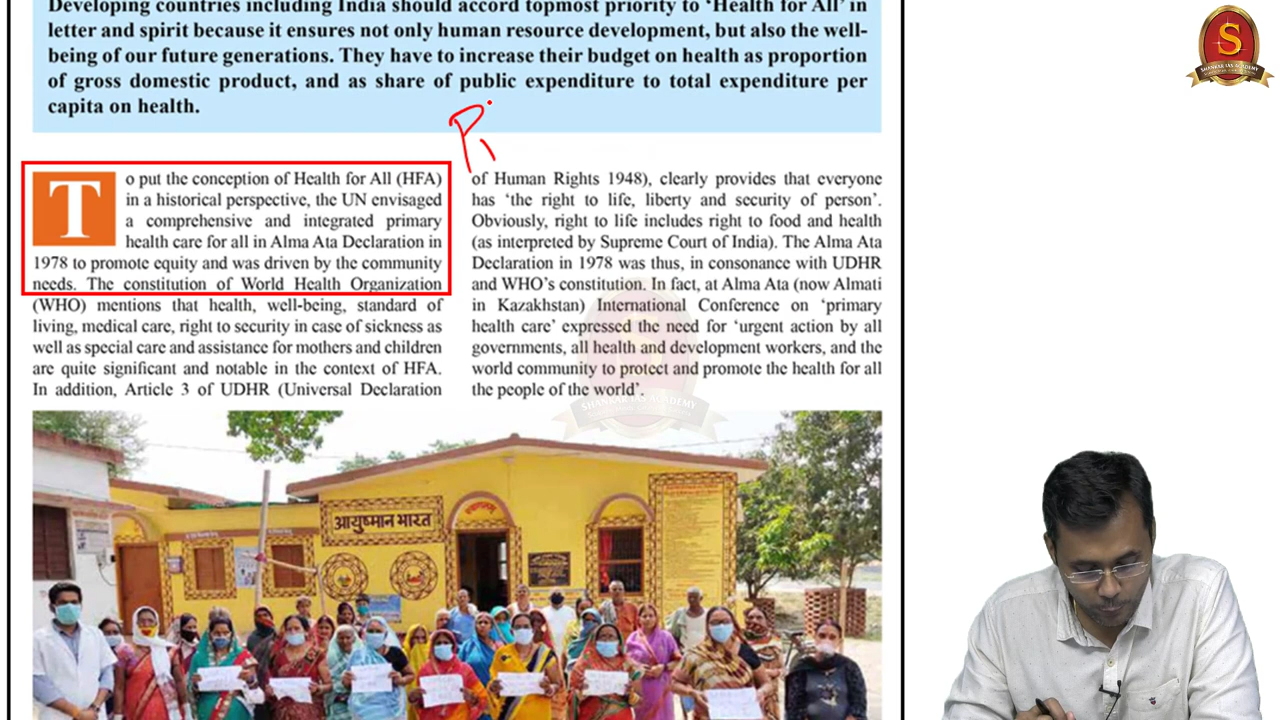 Developing countries including India should accord topmost priority to ‘Health for All’ in
letter and spirit because it ensures not only human resource development, but also the well-
being of our future generations. They have to increase their budget on health as proportion
of gross domestic product, and as share of public expenditure to total expenditure per
capita on health.
To put the conception of Health for All (HFA)
in a historical perspective, the UN envisaged
a comprehensive and integrated primary
health care for all in Alma Ata Declaration in
1978 to promote equity and was driven by the community
needs. The constitution of World Health Organization
(WHO) mentions that health, well-being, standard of
living, medical care, right to security in case of sickness as
well as special care and assistance for mothers and children
are quite significant and notable in the context of HFA.
In addition, Article 3 of UDHR (Universal Declaration
of Human Rights 1948), clearly provides that everyone
has ‘the right to life, liberty and security of person’.
Obviously, right to life includes right to food and health
(as interpreted by Supreme Court of India). The Alma Ata
Declaration in 1978 was thus, in consonance with UDHR
and WHO’s constitution. In fact, at Alma Ata (now Almati
in Kazakhstan) International Conference on ‘primary
health care’ expressed the need for ‘urgent action by all
governments, all health and development workers, and the
world community to protect and promote the health for all
the people of the world’.
आयुष्मान भारत
S
SHANKAR IAS ACADEMY
S
SHANKAR IAS ACADEMY